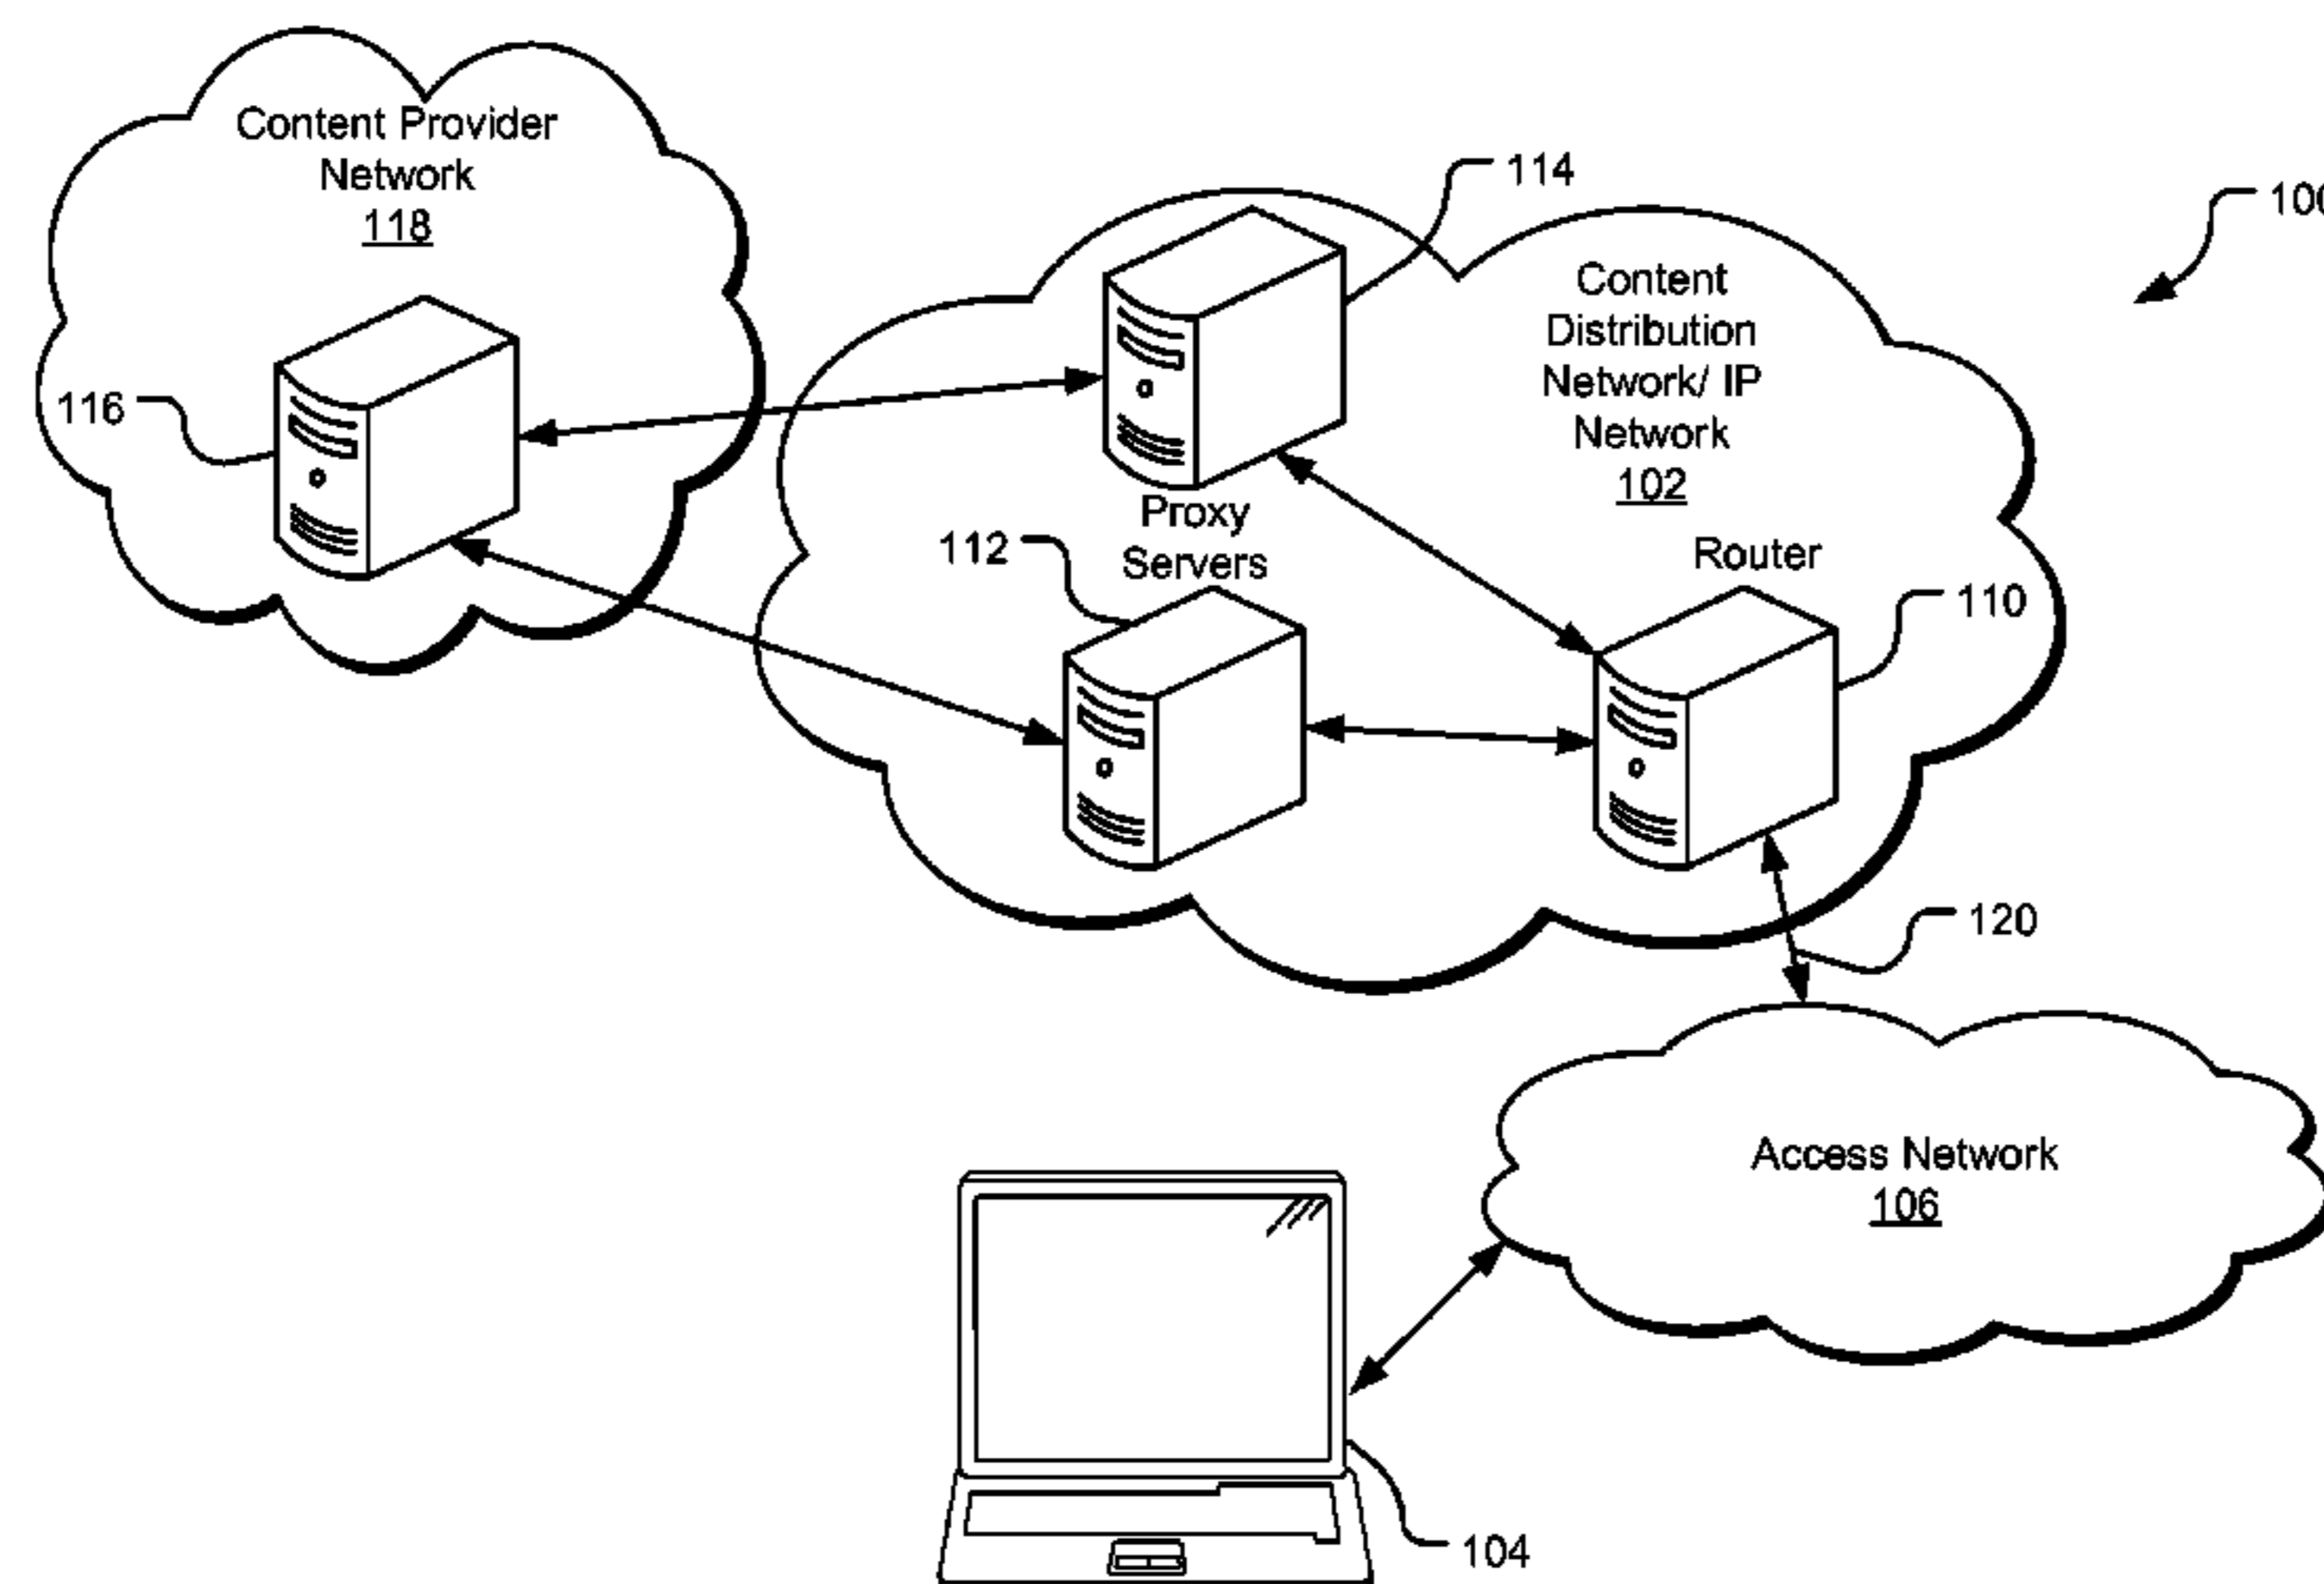 Content Provider
Network
118
114
100
Content
Distribution
Network/ IP
Network
102
116
Proxy
Servers
112
Router
110
120
Access Network
106
104